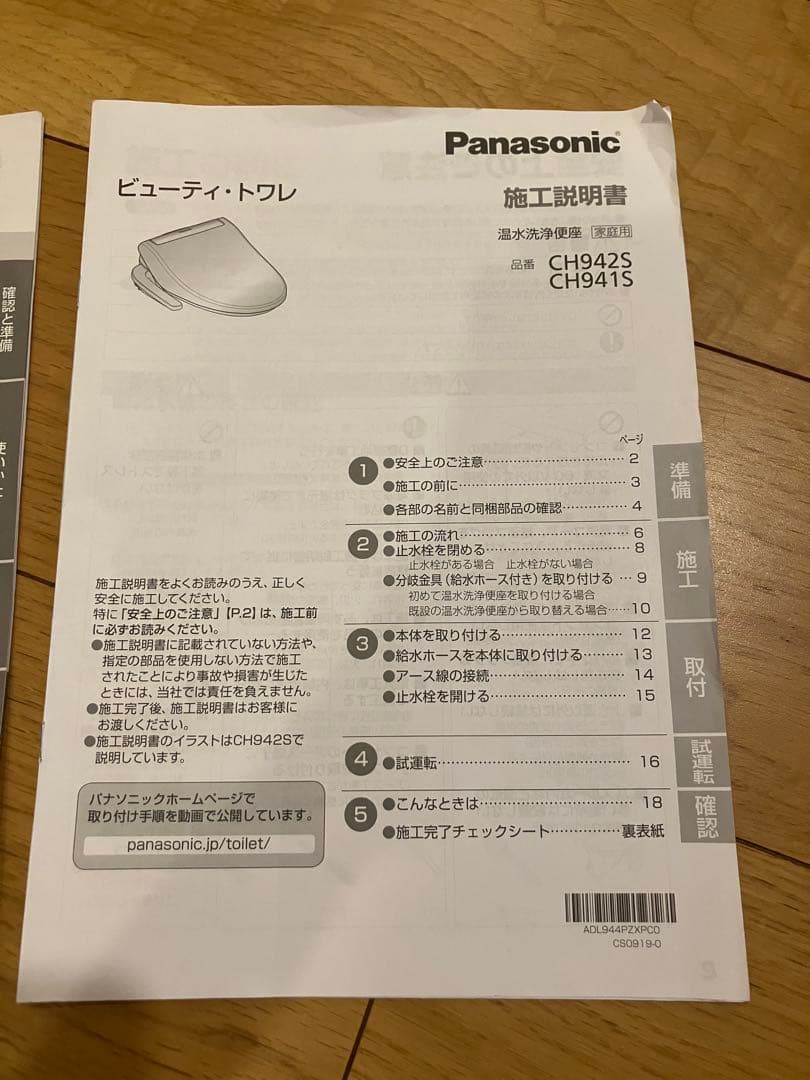 Panasonic®
ビューティ・トワレ
施工説明書
温水洗浄便座 家庭用
品番 CH942S
CH941S
ページ
1 ●安全上のご注意 2
●施工の前に 3
●各部の名前と同梱部品の確認 4
準備
2 ●施工の流れ 6
●止水栓を閉める 8
止水栓がある場合 止水栓がない場合
●分岐金具(給水ホース付き)を取り付ける 9
初めて温水洗浄便座を取り付ける場合
既設の温水洗浄便座から取り替える場合 10
施工
3 ●本体を取り付ける 12
●給水ホースを本体に取り付ける 13
●アース線の接続 14
●止水栓を開ける 15
取付
4 ●試運転 16
試運転
5 ●こんなときは 18
●施工完了チェックシート 裏表紙
確認
施工説明書をよくお読みのうえ、正しく
安全に施工してください。
特に「安全上のご注意」【P.2】は、施工前
に必ずお読みください。
●施工説明書に記載されていない方法や、
指定の部品を使用しない方法で施工
されたことにより事故や損害が生じた
ときには、当社では責任を負えません。
●施工完了後、施工説明書はお客様に
お渡しください。
●施工説明書のイラストはCH942Sで
説明しています。
パナソニックホームページで
取り付け手順を動画で公開しています。
panasonic.jp/toilet/
ADL944PZXPC0
CS0919-0
確認と準備